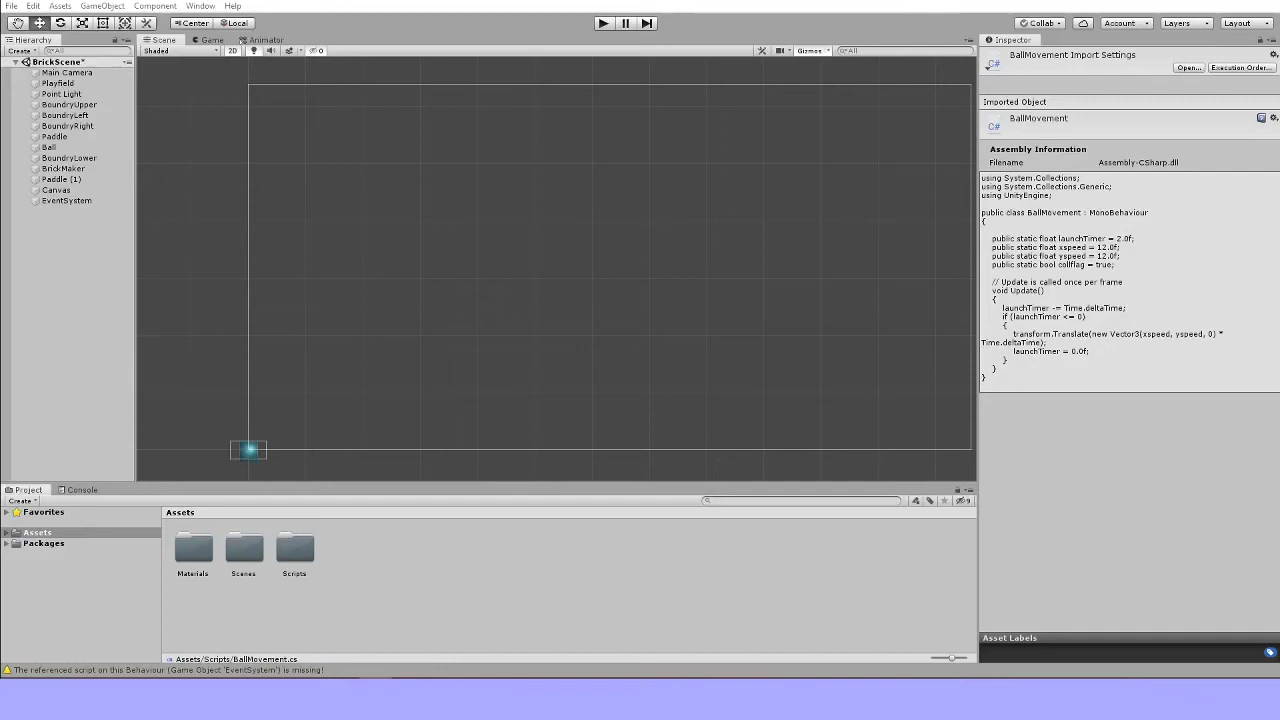 File Edit Assets GameObject Component Window Help
Center Local
Collab Account Layers Layout
Hierarchy
Create All
BrickScene*
Main Camera
Playfield
Point Light
BoundryUpper
BoundryLeft
BoundryRight
Paddle
Ball
BoundryLower
BrickMaker
Paddle (1)
Canvas
EventSystem
Scene Game Animator
Shaded 2D 0 Gizmos All
Inspector
BallMovement Import Settings
Open... Execution Order...
Imported Object
BallMovement
Assembly Information
Filename Assembly-CSharp.dll
using System.Collections;
using System.Collections.Generic;
using UnityEngine;
public class BallMovement : MonoBehaviour
{
public static float launchTimer = 2.0f;
public static float xspeed = 12.0f;
public static float yspeed = 12.0f;
public static bool collflag = true;
// Update is called once per frame
void Update()
{
launchTimer -= Time.deltaTime;
if (launchTimer <= 0)
{
transform.Translate(new Vector3(xspeed, yspeed, 0) *
Time.deltaTime);
launchTimer = 0.0f;
}
}
}
Asset Labels
Project Console
Create 9
Favorites
Assets
Packages
Assets
Materials Scenes Scripts
Assets/Scripts/BallMovement.cs
The referenced script on this Behaviour (Game Object 'EventSystem') is missing!